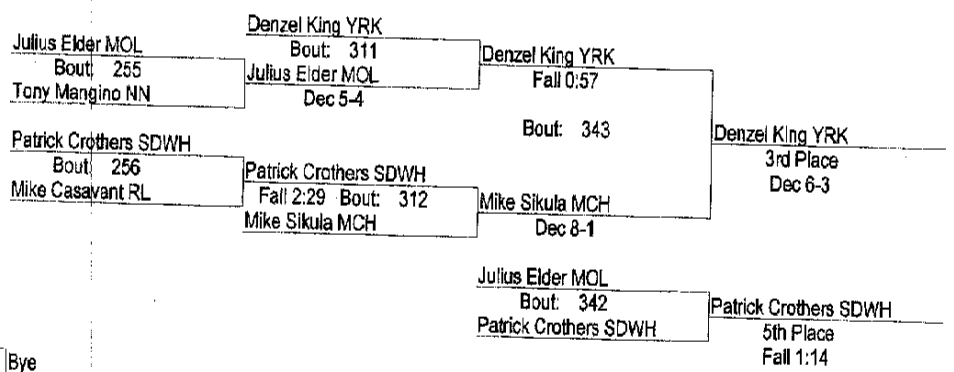 Denzel King YRK
Julius Elder MOL
Bout: 311
Denzel King YRK
Bout: 255
Julius Elder MOL
Fall 0:57
Tony Mangino NN
Dec 5-4
Bout: 343
Denzel King YRK
Patrick Crothers SDWH
3rd Place
Bout: 256
Patrick Crothers SDWH
Dec 6-3
Mike Casavant RL
Fall 2:29 Bout: 312
Mike Sikula MCH
Mike Sikula MCH
Dec 8-1
Julius Elder MOL
Bout: 342
Patrick Crothers SDWH
Patrick Crothers SDWH
5th Place
Fall 1:14
Bye